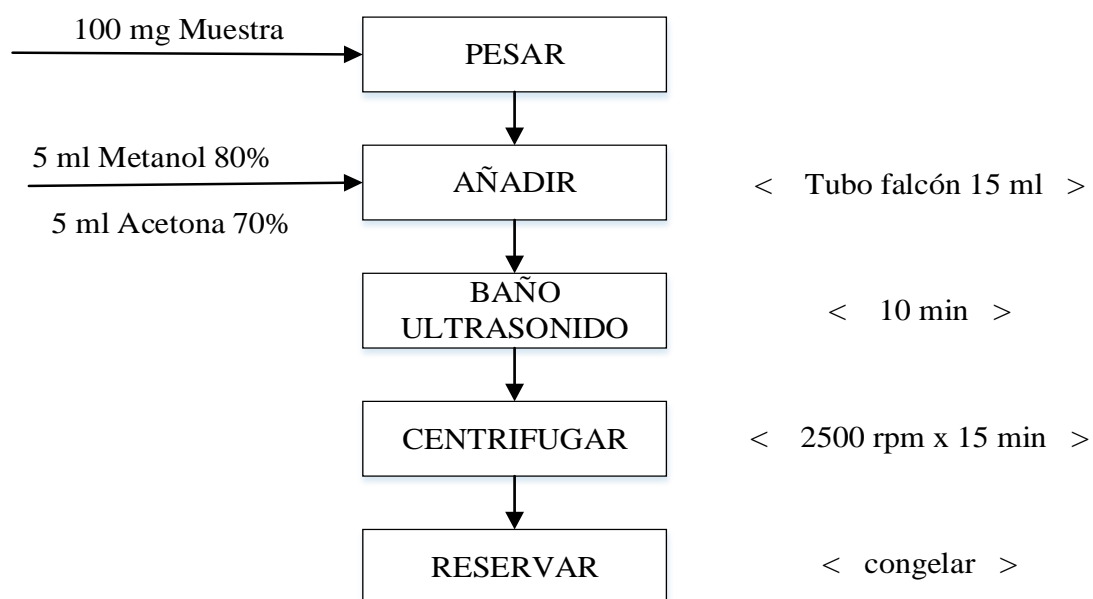 100 mg Muestra
PESAR
5 ml Metanol 80%
5 ml Acetona 70%
AÑADIR
< Tubo falcón 15 ml >
BAÑO
ULTRASONIDO
< 10 min >
CENTRIFUGAR
< 2500 rpm x 15 min >
RESERVAR
< congelar >